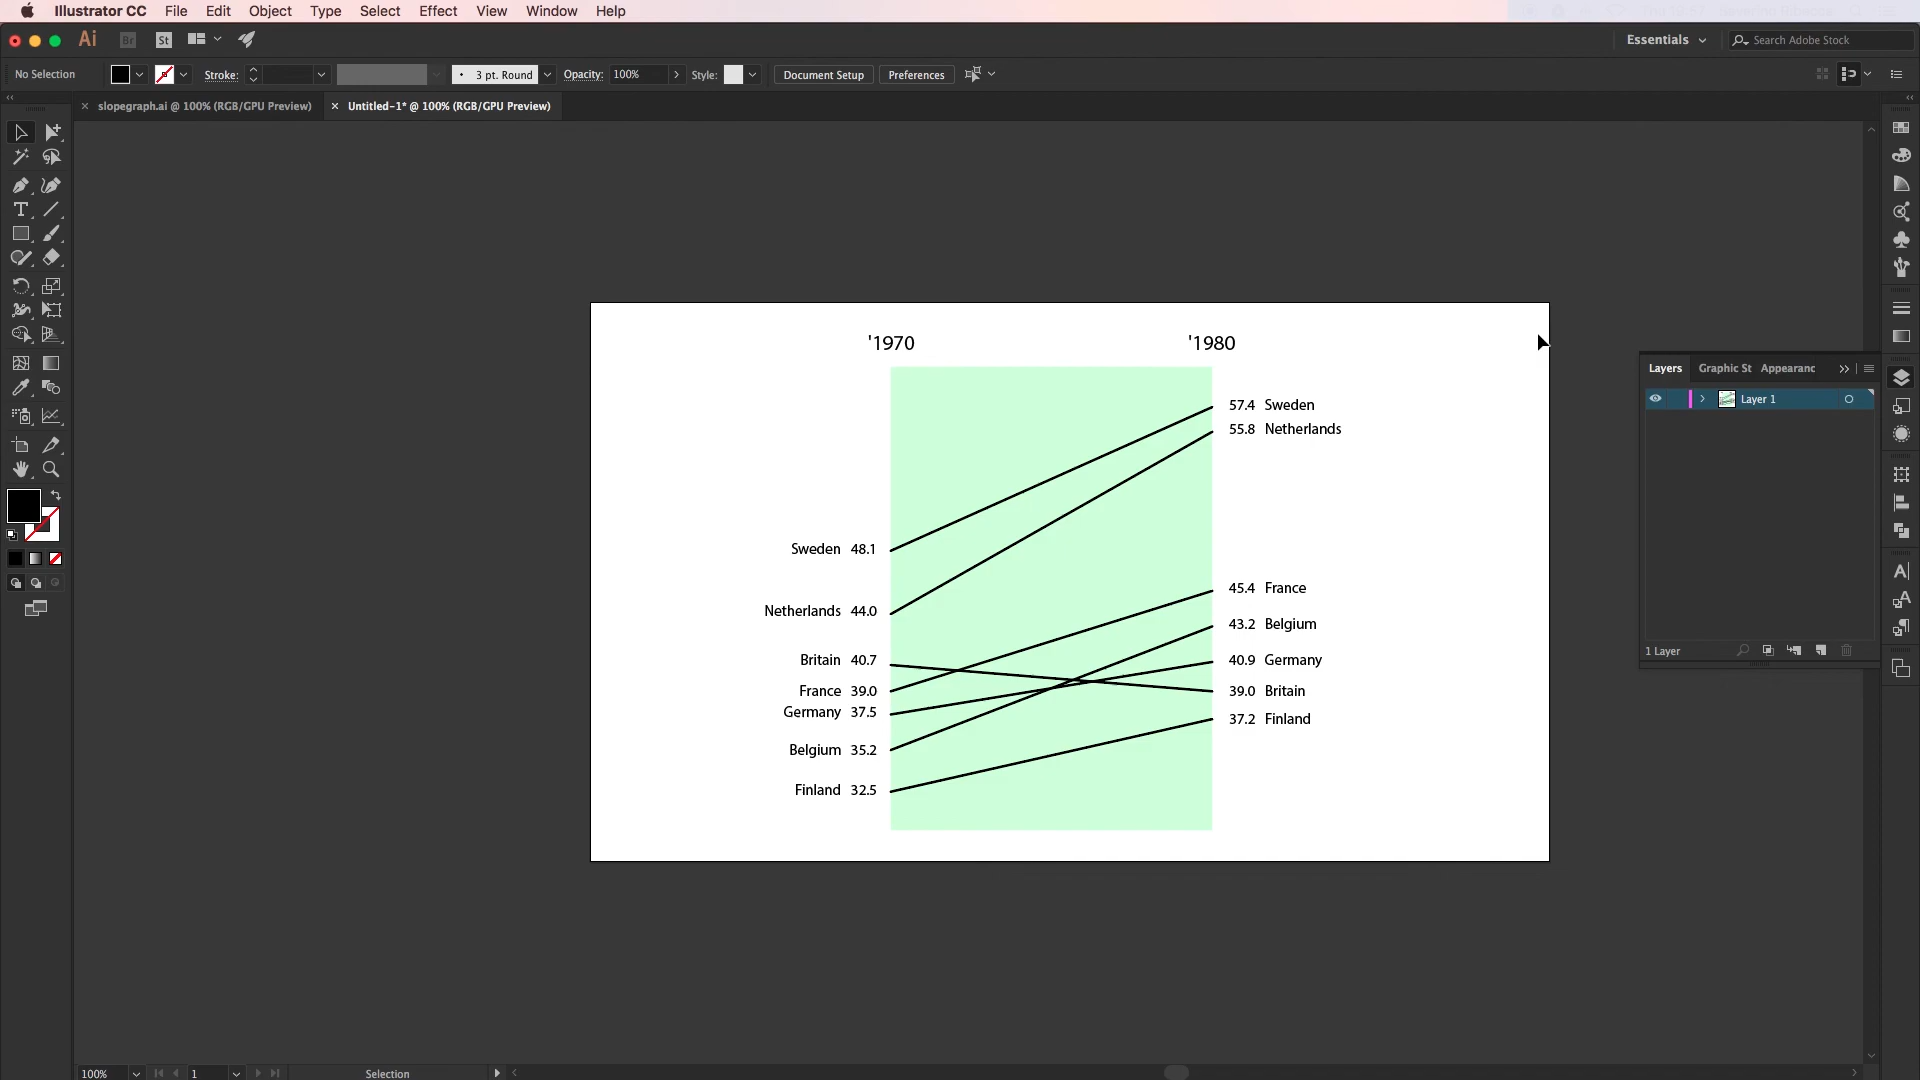 Illustrator CC File Edit Object Type Select Effect View Window Help
Ai Br St Essentials Search Adobe Stock
No Selection Stroke: 3 pt. Round Opacity: 100% Style: Document Setup Preferences
slopegraph.ai @ 100% (RGB/GPU Preview) Untitled-1* @ 100% (RGB/GPU Preview)
'1970 '1980
Layers Graphic St Appearanc
Layer 1
57.4 Sweden
55.8 Netherlands
Sweden 48.1
45.4 France
Netherlands 44.0
43.2 Belgium
1 Layer
Britain 40.7 40.9 Germany
France 39.0 39.0 Britain
Germany 37.5 37.2 Finland
Belgium 35.2
Finland 32.5
100% 1 Selection